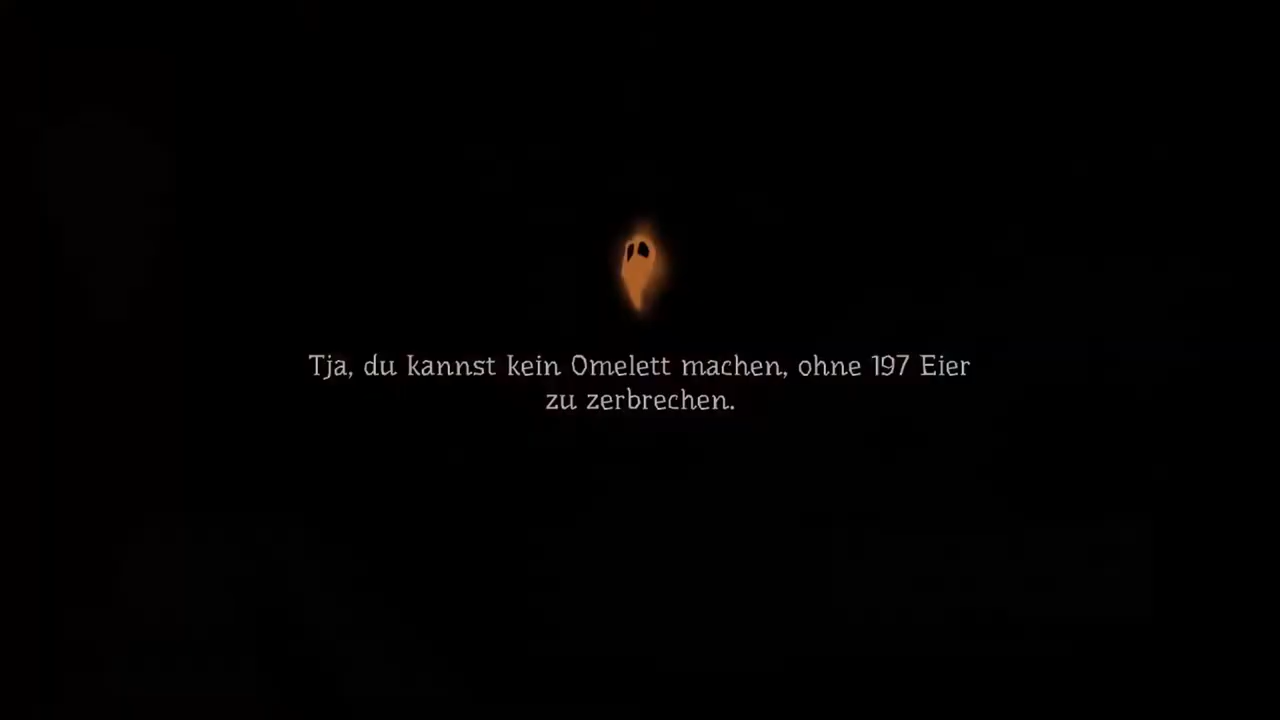 Tja, du kannst kein Omelett machen, ohne 197 Eier
zu zerbrechen.